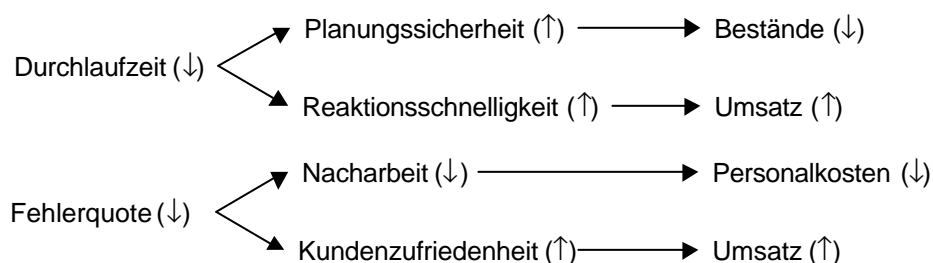 Planungssicherheit (↑) Bestände (↓)
Durchlaufzeit (↓)
Reaktionsschnelligkeit (↑) Umsatz (↑)
Nacharbeit (↓) Personalkosten (↓)
Fehlerquote (↓)
Kundenzufriedenheit (↑) Umsatz (↑)